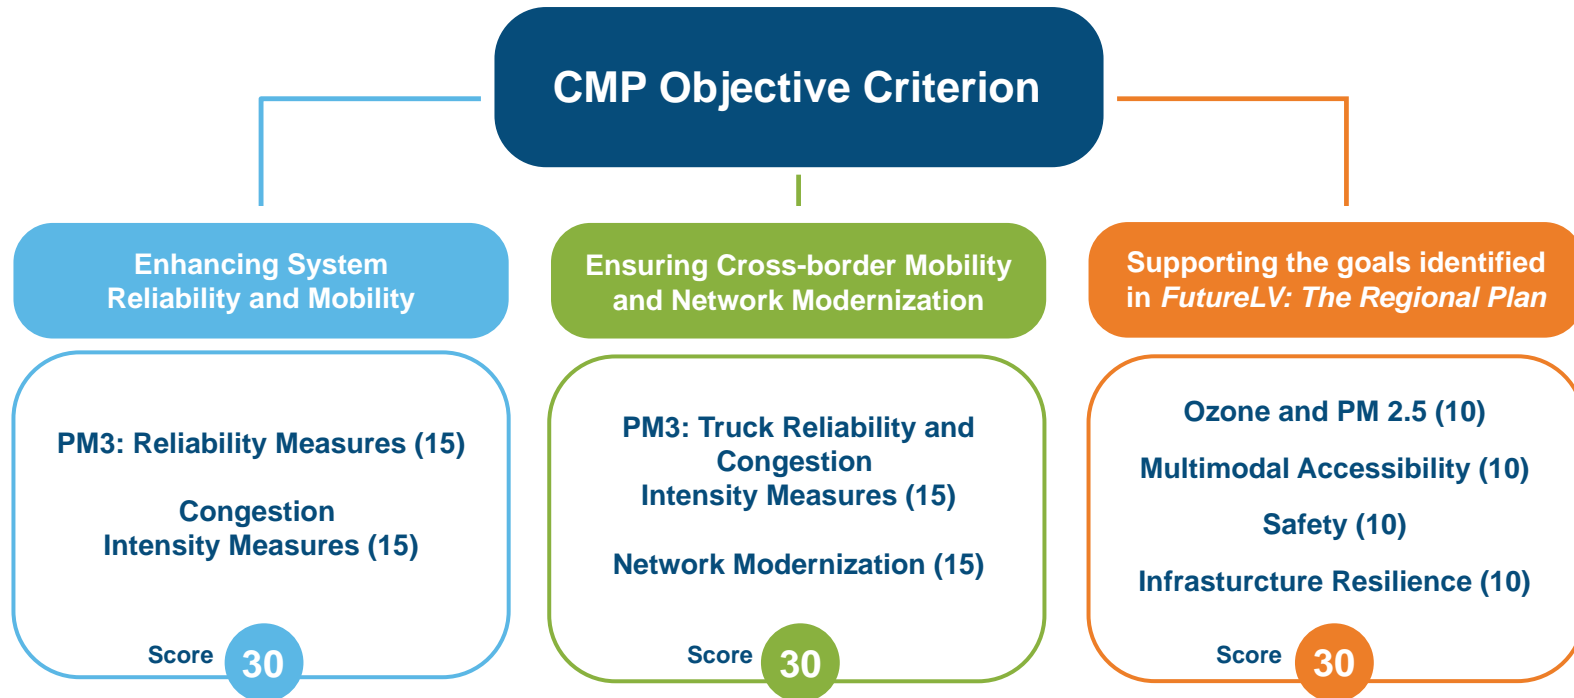 CMP Objective Criterion
Enhancing System
Reliability and Mobility
PM3: Reliability Measures (15)
Congestion
Intensity Measures (15)
Score 30
Ensuring Cross-border Mobility
and Network Modernization
PM3: Truck Reliability and
Congestion
Intensity Measures (15)
Network Modernization (15)
Score 30
Supporting the goals identified
in FutureLV: The Regional Plan
Ozone and PM 2.5 (10)
Multimodal Accessibility (10)
Safety (10)
Infrasturcture Resilience (10)
Score 30